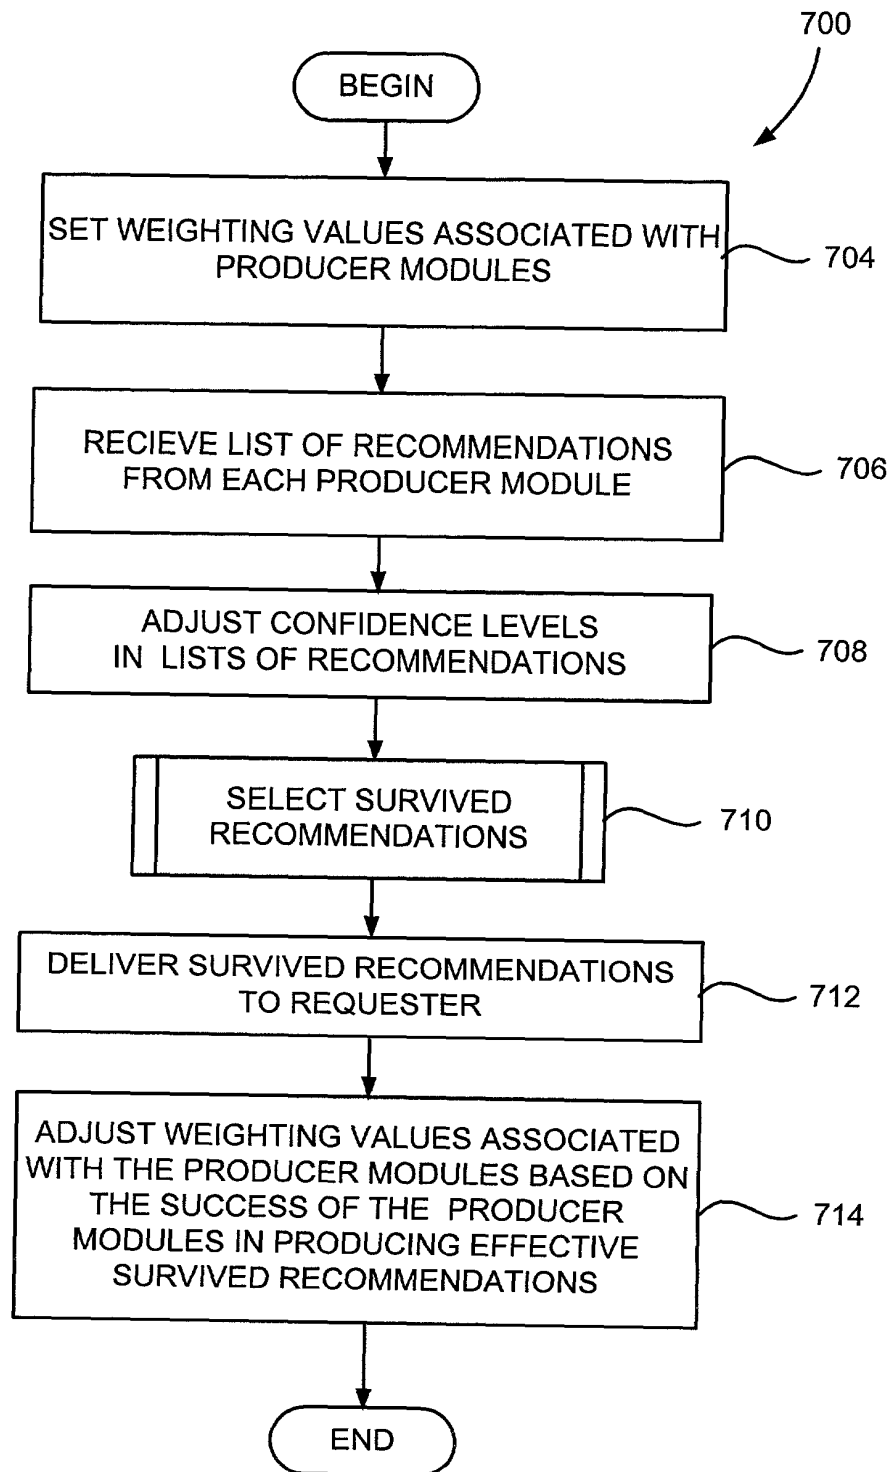 700
BEGIN
SET WEIGHTING VALUES ASSOCIATED WITH
PRODUCER MODULES
704
RECIEVE LIST OF RECOMMENDATIONS
FROM EACH PRODUCER MODULE
706
ADJUST CONFIDENCE LEVELS
IN LISTS OF RECOMMENDATIONS
708
SELECT SURVIVED
RECOMMENDATIONS
710
DELIVER SURVIVED RECOMMENDATIONS
TO REQUESTER
712
ADJUST WEIGHTING VALUES ASSOCIATED
WITH THE PRODUCER MODULES BASED ON
THE SUCCESS OF THE PRODUCER
MODULES IN PRODUCING EFFECTIVE
SURVIVED RECOMMENDATIONS
714
END